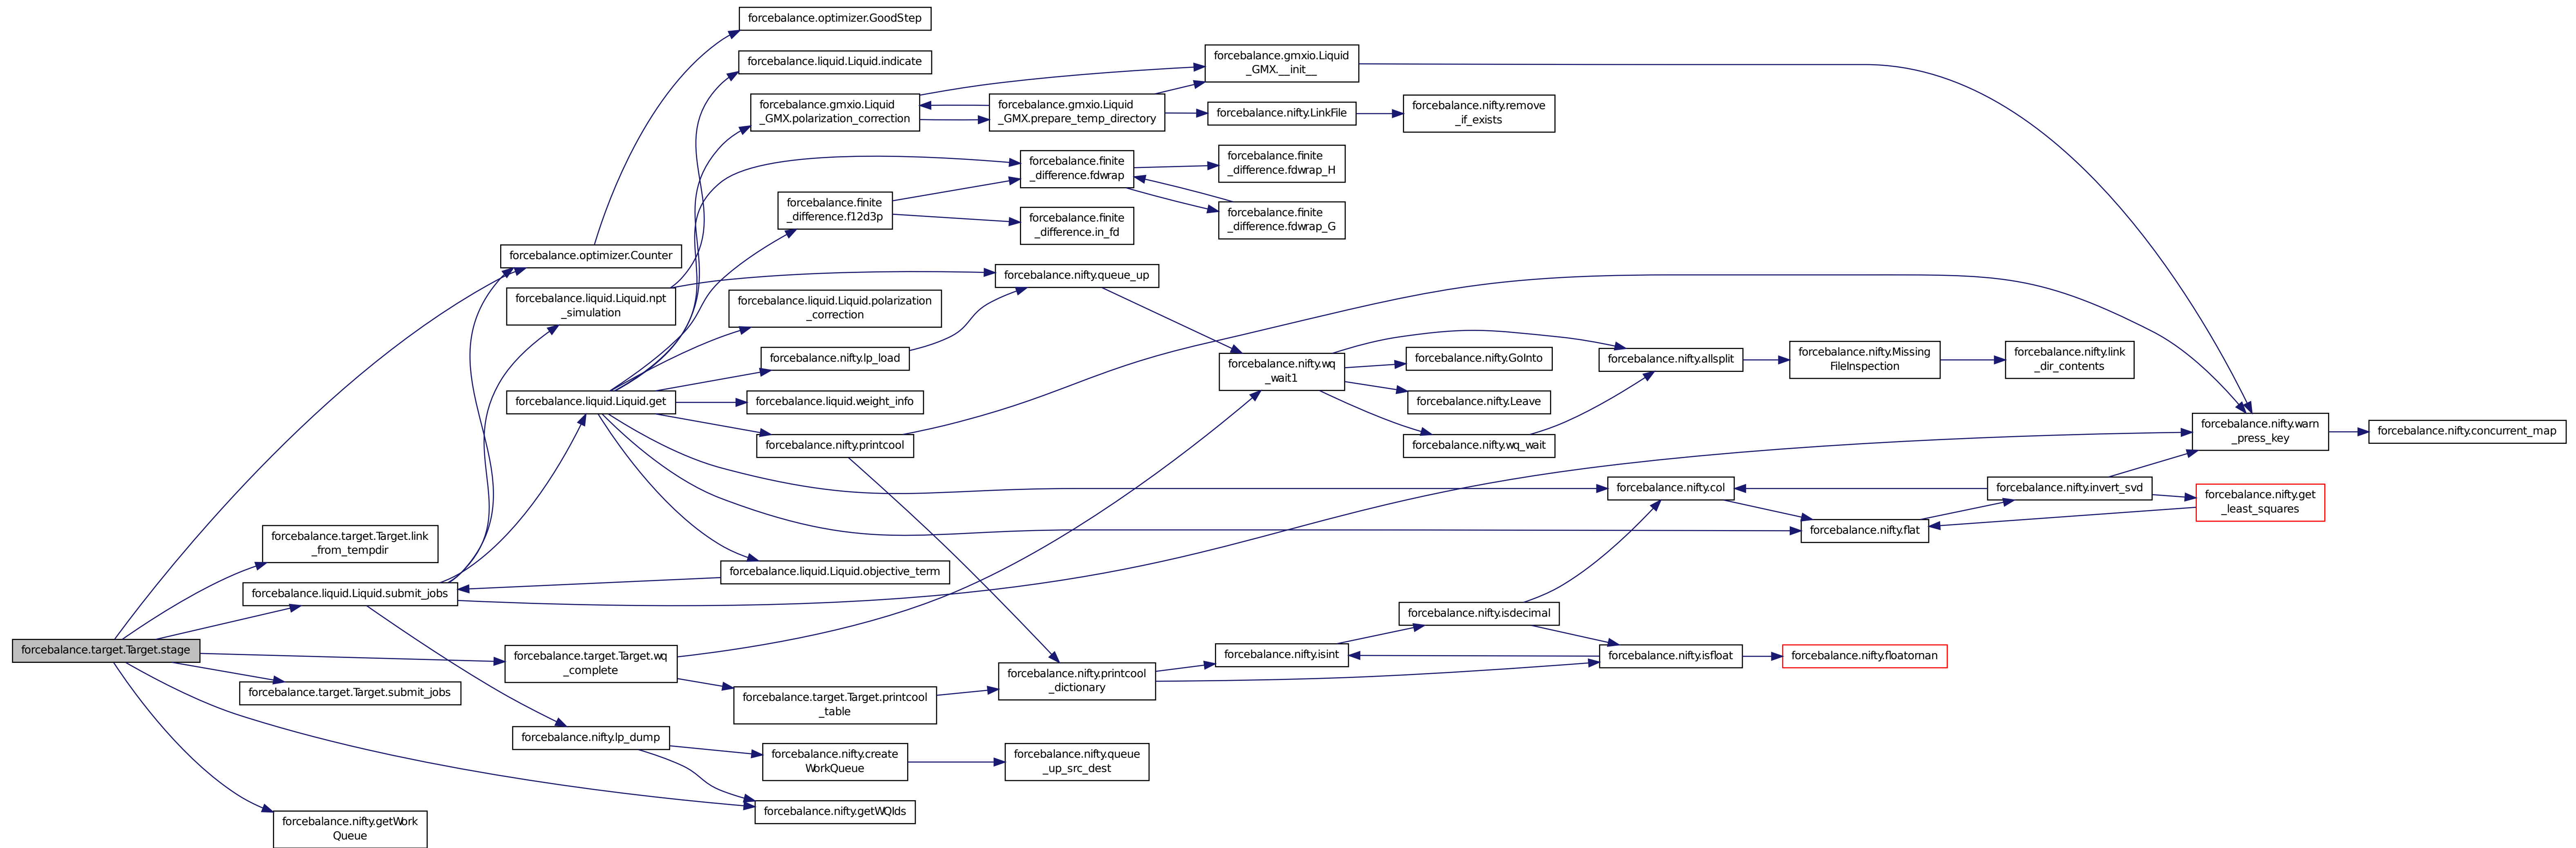 forcebalance.optimizer.GoodStep
forcebalance.liquid.Liquid.indicate
forcebalance.gmxio.Liquid
_GMX.__init__
forcebalance.gmxio.Liquid
_GMX.polarization_correction
forcebalance.gmxio.Liquid
_GMX.prepare_temp_directory
forcebalance.nifty.LinkFile
forcebalance.nifty.remove
_if_exists
forcebalance.finite
_difference.fdwrap
forcebalance.finite
_difference.fdwrap_H
forcebalance.finite
_difference.f12d3p
forcebalance.finite
_difference.in_fd
forcebalance.finite
_difference.fdwrap_G
forcebalance.optimizer.Counter
forcebalance.liquid.Liquid.npt
_simulation
forcebalance.nifty.queue_up
forcebalance.liquid.Liquid.polarization
_correction
forcebalance.nifty.lp_load
forcebalance.nifty.wq
_wait1
forcebalance.nifty.GoInto
forcebalance.nifty.allsplit
forcebalance.nifty.Missing
FileInspection
forcebalance.nifty.link
_dir_contents
forcebalance.liquid.Liquid.get
forcebalance.liquid.weight_info
forcebalance.nifty.Leave
forcebalance.nifty.printcool
forcebalance.nifty.wq_wait
forcebalance.nifty.warn
_press_key
forcebalance.nifty.concurrent_map
forcebalance.nifty.col
forcebalance.nifty.invert_svd
forcebalance.nifty.get
_least_squares
forcebalance.nifty.flat
forcebalance.target.Target.link
_from_tempdir
forcebalance.liquid.Liquid.objective_term
forcebalance.liquid.Liquid.submit_jobs
forcebalance.nifty.isdecimal
forcebalance.target.Target.stage
forcebalance.target.Target.wq
_complete
forcebalance.nifty.isint
forcebalance.nifty.isfloat
forcebalance.nifty.floatornan
forcebalance.nifty.printcool
_dictionary
forcebalance.target.Target.submit_jobs
forcebalance.target.Target.printcool
_table
forcebalance.nifty.lp_dump
forcebalance.nifty.create
WorkQueue
forcebalance.nifty.queue
_up_src_dest
forcebalance.nifty.getWQIds
forcebalance.nifty.getWork
Queue